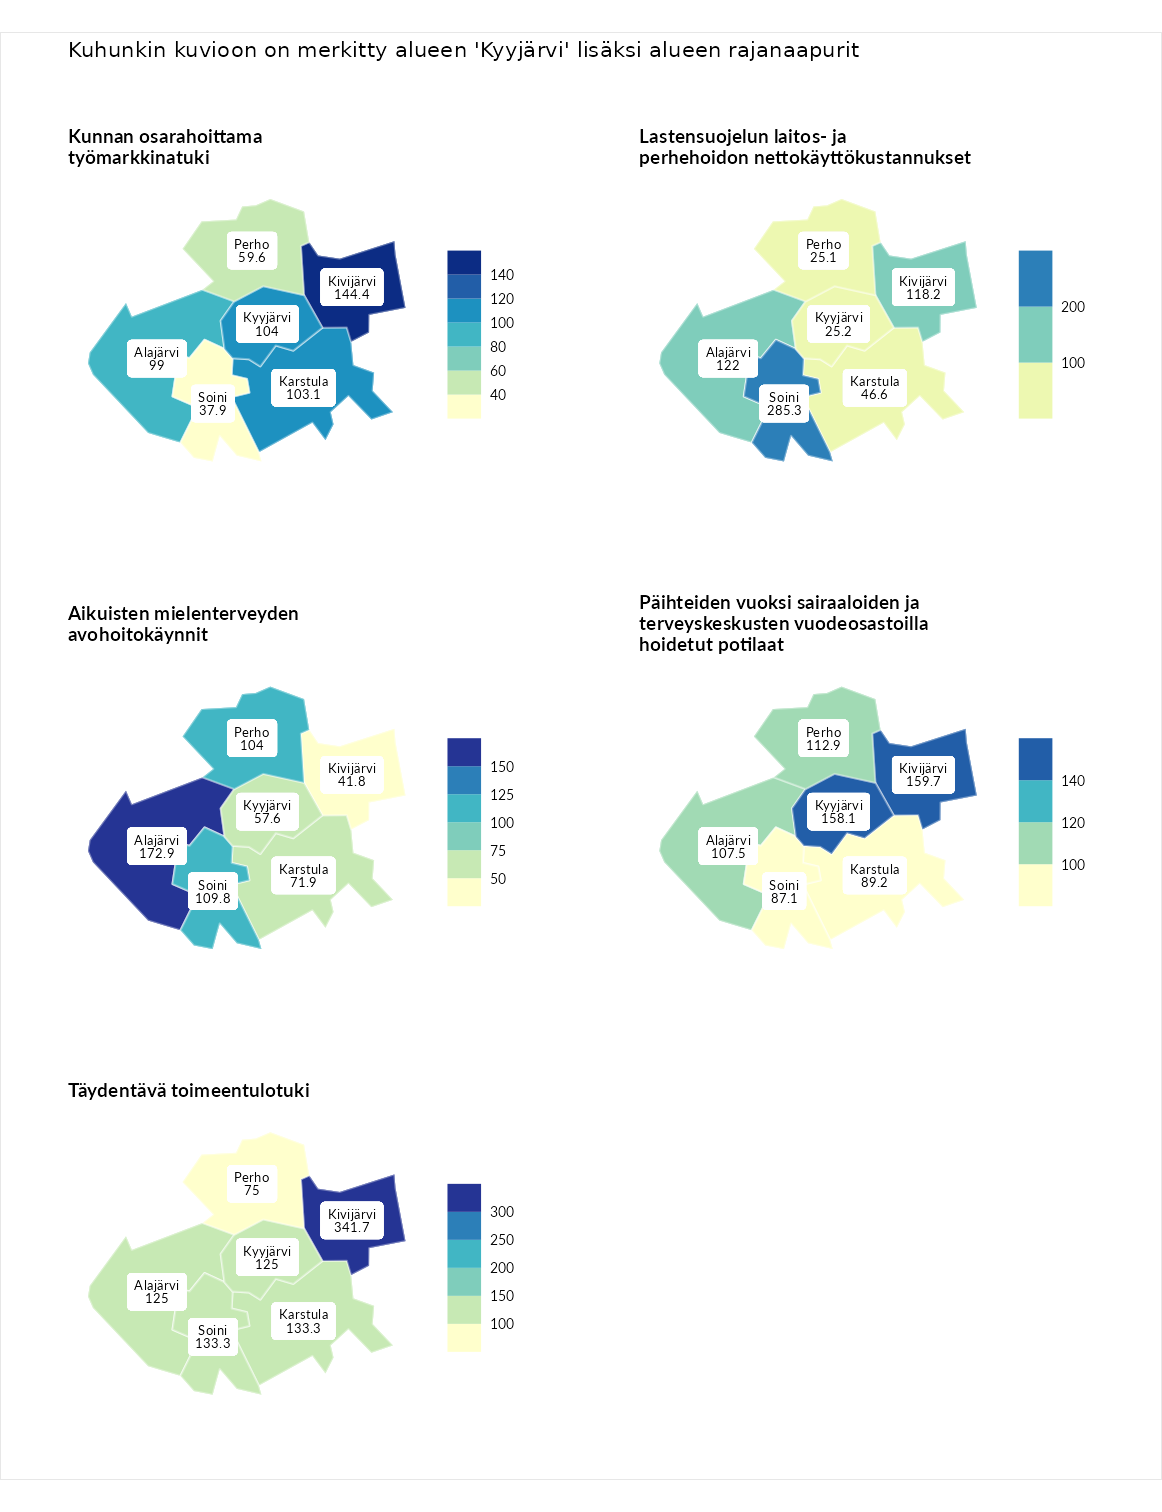 Kuhunkin kuvioon on merkitty alueen 'Kyyjärvi' lisäksi alueen rajanaapurit
Kunnan osarahoittama
työmarkkinatuki
Perho
59.6
Kivijärvi
144.4
Kyyjärvi
104
Alajärvi
99
Karstula
103.1
Soini
37.9
140
120
100
80
60
40
Lastensuojelun laitos- ja
perhehoidon nettokäyttökustannukset
Perho
25.1
Kivijärvi
118.2
Kyyjärvi
25.2
Alajärvi
122
Karstula
46.6
Soini
285.3
200
100
Aikuisten mielenterveyden
avohoitokäynnit
Perho
104
Kivijärvi
41.8
Kyyjärvi
57.6
Alajärvi
172.9
Karstula
71.9
Soini
109.8
150
125
100
75
50
Päihteiden vuoksi sairaaloiden ja
terveyskeskusten vuodeosastoilla
hoidetut potilaat
Perho
112.9
Kivijärvi
159.7
Kyyjärvi
158.1
Alajärvi
107.5
Karstula
89.2
Soini
87.1
140
120
100
Täydentävä toimeentulotuki
Perho
75
Kivijärvi
341.7
Kyyjärvi
125
Alajärvi
125
Karstula
133.3
Soini
133.3
300
250
200
150
100